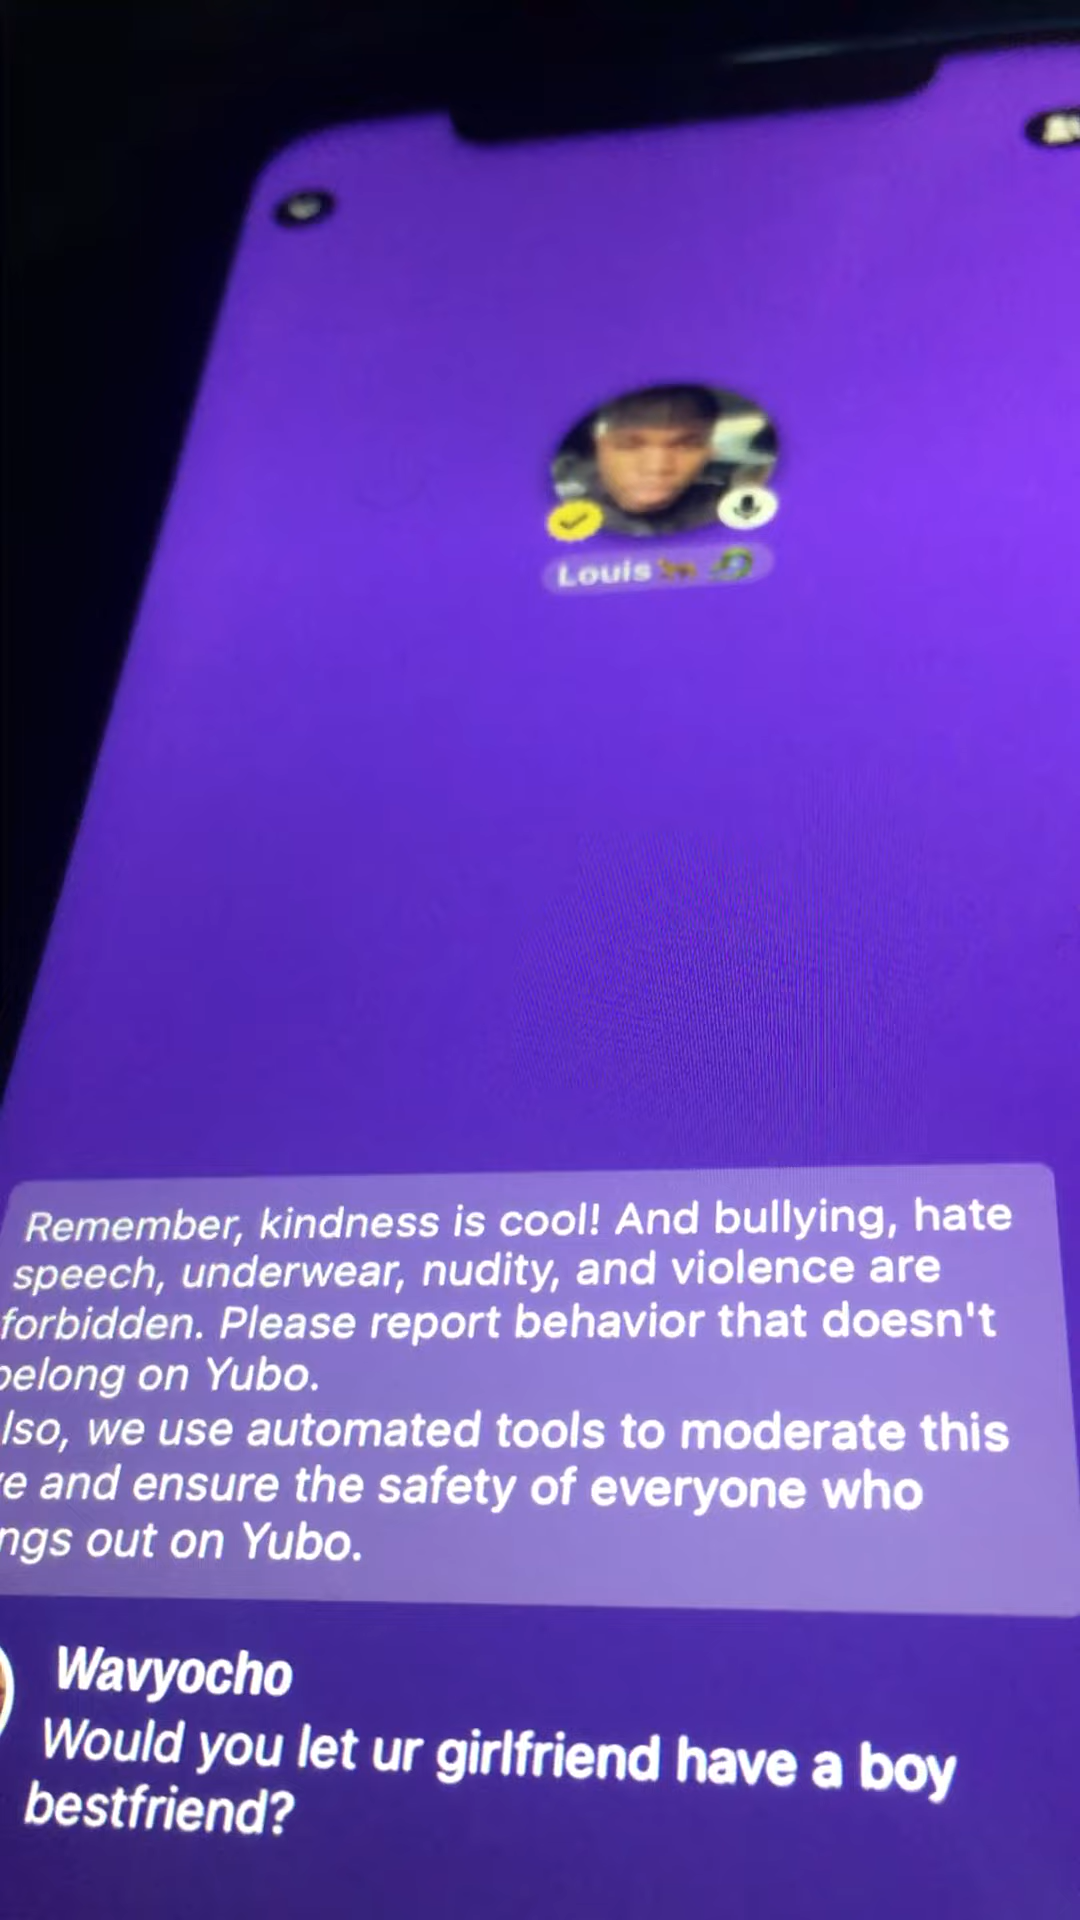 Louis
Remember, kindness is cool! And bullying, hate
speech, underwear, nudity, and violence are
forbidden. Please report behavior that doesn't
belong on Yubo.
lso, we use automated tools to moderate this
e and ensure the safety of everyone who
ngs out on Yubo.
Wavyocho
Would you let ur girlfriend have a boy
bestfriend?